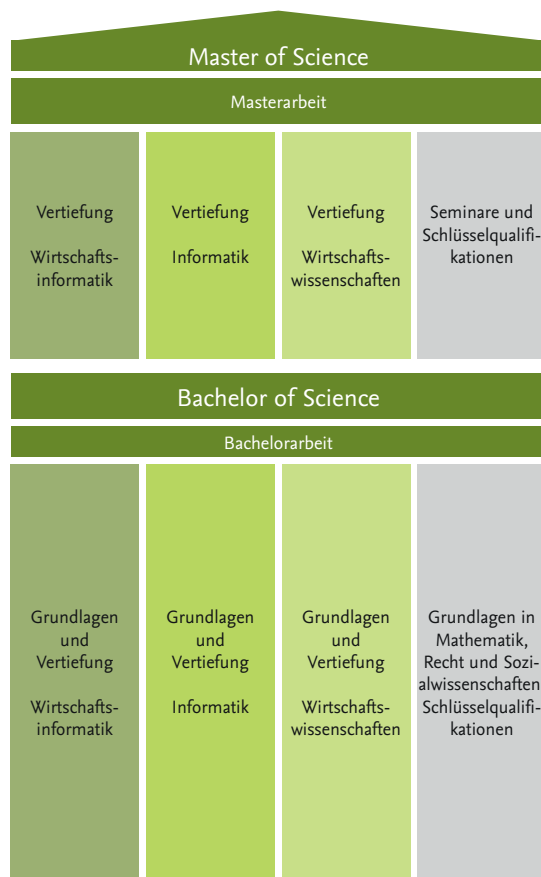 Master of Science
Masterarbeit
Vertiefung
Wirtschafts-
informatik
Vertiefung
Informatik
Vertiefung
Wirtschafts-
wissenschaften
Seminare und
Schlüsselqualifi-
kationen
Bachelor of Science
Bachelorarbeit
Grundlagen
und
Vertiefung
Wirtschafts-
informatik
Grundlagen
und
Vertiefung
Informatik
Grundlagen
und
Vertiefung
Wirtschafts-
wissenschaften
Grundlagen in
Mathematik,
Recht und Sozi-
alwissenschaften
Schlüsselqualifi-
kationen